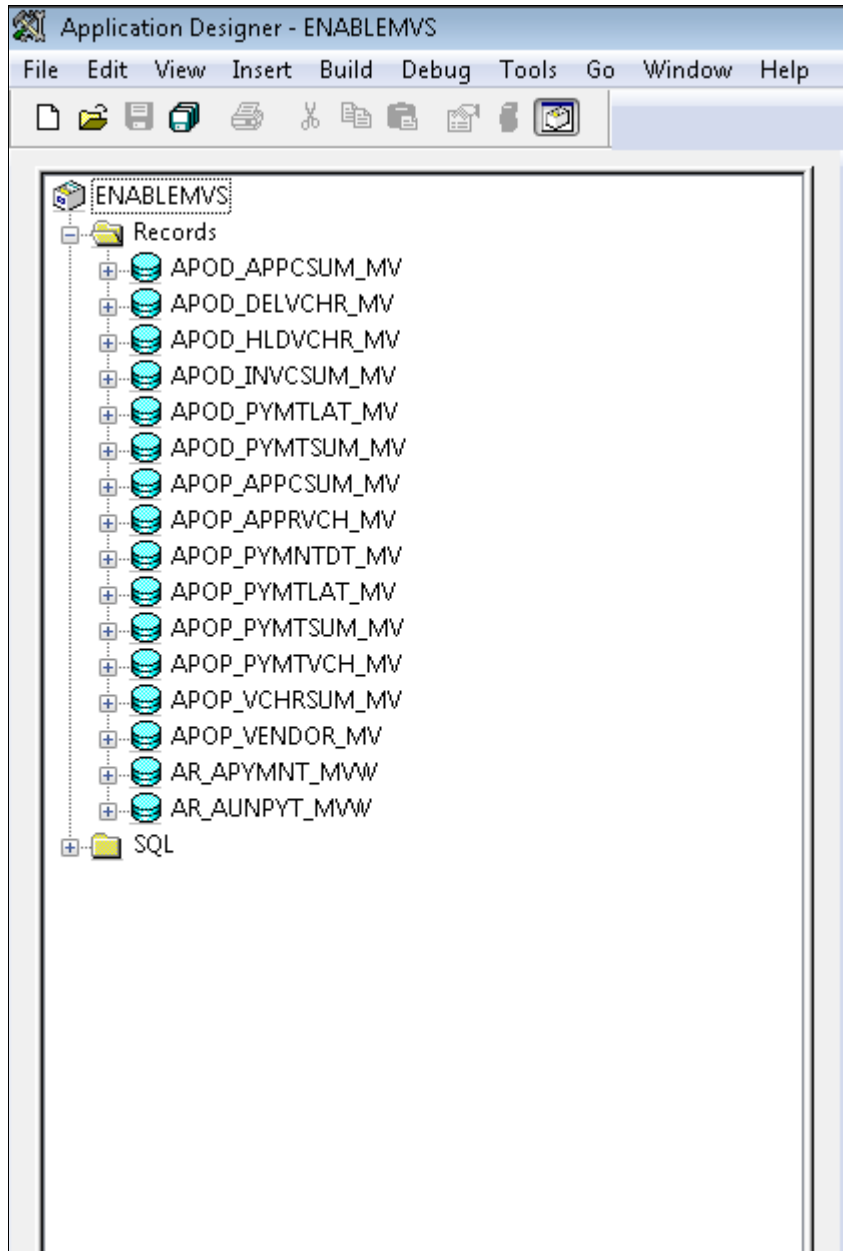 Application Designer - ENABLEMVS
File Edit View Insert Build Debug Tools Go Window Help
ENABLEMVS
Records
APOD_APPCSUM_MV
APOD_DELVCHR_MV
APOD_HLDVCHR_MV
APOD_INVCSUM_MV
APOD_PYMTLAT_MV
APOD_PYMTSUM_MV
APOP_APPCSUM_MV
APOP_APPRVCH_MV
APOP_PYMNTDT_MV
APOP_PYMTLAT_MV
APOP_PYMTSUM_MV
APOP_PYMTVCH_MV
APOP_VCHRSUM_MV
APOP_VENDOR_MV
AR_APYMNT_MVW
AR_AUNPYT_MVW
SQL